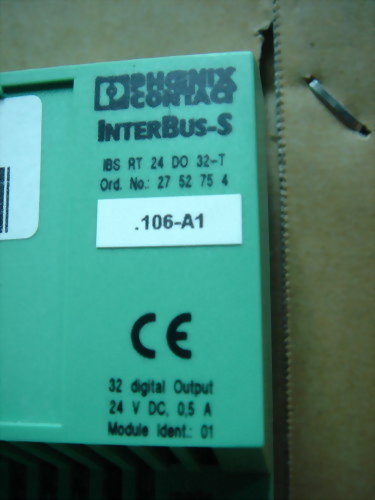 PHOENIX
CONTACT
INTERBUS-S
IBS RT 24 DO 32-T
Ord. No.: 27 52 75 4
.106-A1
CE
32 digital Output
24 V DC, 0,5 A
Module Ident.: 01